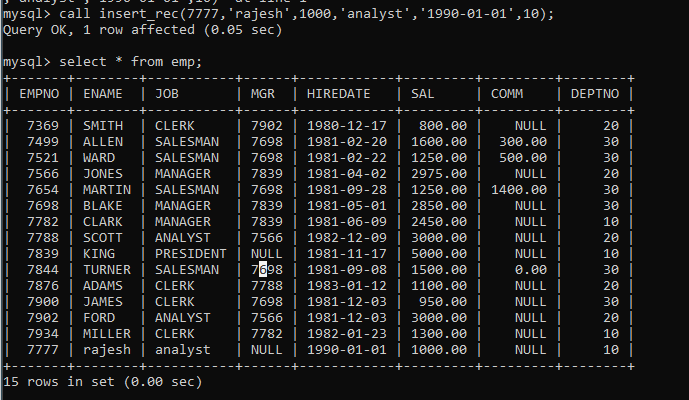 , analyst , 1990-01-01 ,10) at line 1
mysql> call insert_rec(7777,'rajesh',1000,'analyst','1990-01-01',10);
Query OK, 1 row affected (0.05 sec)
mysql> select * from emp;
+-------+--------+-----------+------+------------+---------+---------+--------+
| EMPNO | ENAME | JOB | MGR | HIREDATE | SAL | COMM | DEPTNO |
+-------+--------+-----------+------+------------+---------+---------+--------+
| 7369 | SMITH | CLERK | 7902 | 1980-12-17 | 800.00 | NULL | 20 |
| 7499 | ALLEN | SALESMAN | 7698 | 1981-02-20 | 1600.00 | 300.00 | 30 |
| 7521 | WARD | SALESMAN | 7698 | 1981-02-22 | 1250.00 | 500.00 | 30 |
| 7566 | JONES | MANAGER | 7839 | 1981-04-02 | 2975.00 | NULL | 20 |
| 7654 | MARTIN | SALESMAN | 7698 | 1981-09-28 | 1250.00 | 1400.00 | 30 |
| 7698 | BLAKE | MANAGER | 7839 | 1981-05-01 | 2850.00 | NULL | 30 |
| 7782 | CLARK | MANAGER | 7839 | 1981-06-09 | 2450.00 | NULL | 10 |
| 7788 | SCOTT | ANALYST | 7566 | 1982-12-09 | 3000.00 | NULL | 20 |
| 7839 | KING | PRESIDENT | NULL | 1981-11-17 | 5000.00 | NULL | 10 |
| 7844 | TURNER | SALESMAN | 7698 | 1981-09-08 | 1500.00 | 0.00 | 30 |
| 7876 | ADAMS | CLERK | 7788 | 1983-01-12 | 1100.00 | NULL | 20 |
| 7900 | JAMES | CLERK | 7698 | 1981-12-03 | 950.00 | NULL | 30 |
| 7902 | FORD | ANALYST | 7566 | 1981-12-03 | 3000.00 | NULL | 20 |
| 7934 | MILLER | CLERK | 7782 | 1982-01-23 | 1300.00 | NULL | 10 |
| 7777 | rajesh | analyst | NULL | 1990-01-01 | 1000.00 | NULL | 10 |
+-------+--------+-----------+------+------------+---------+---------+--------+
15 rows in set (0.00 sec)